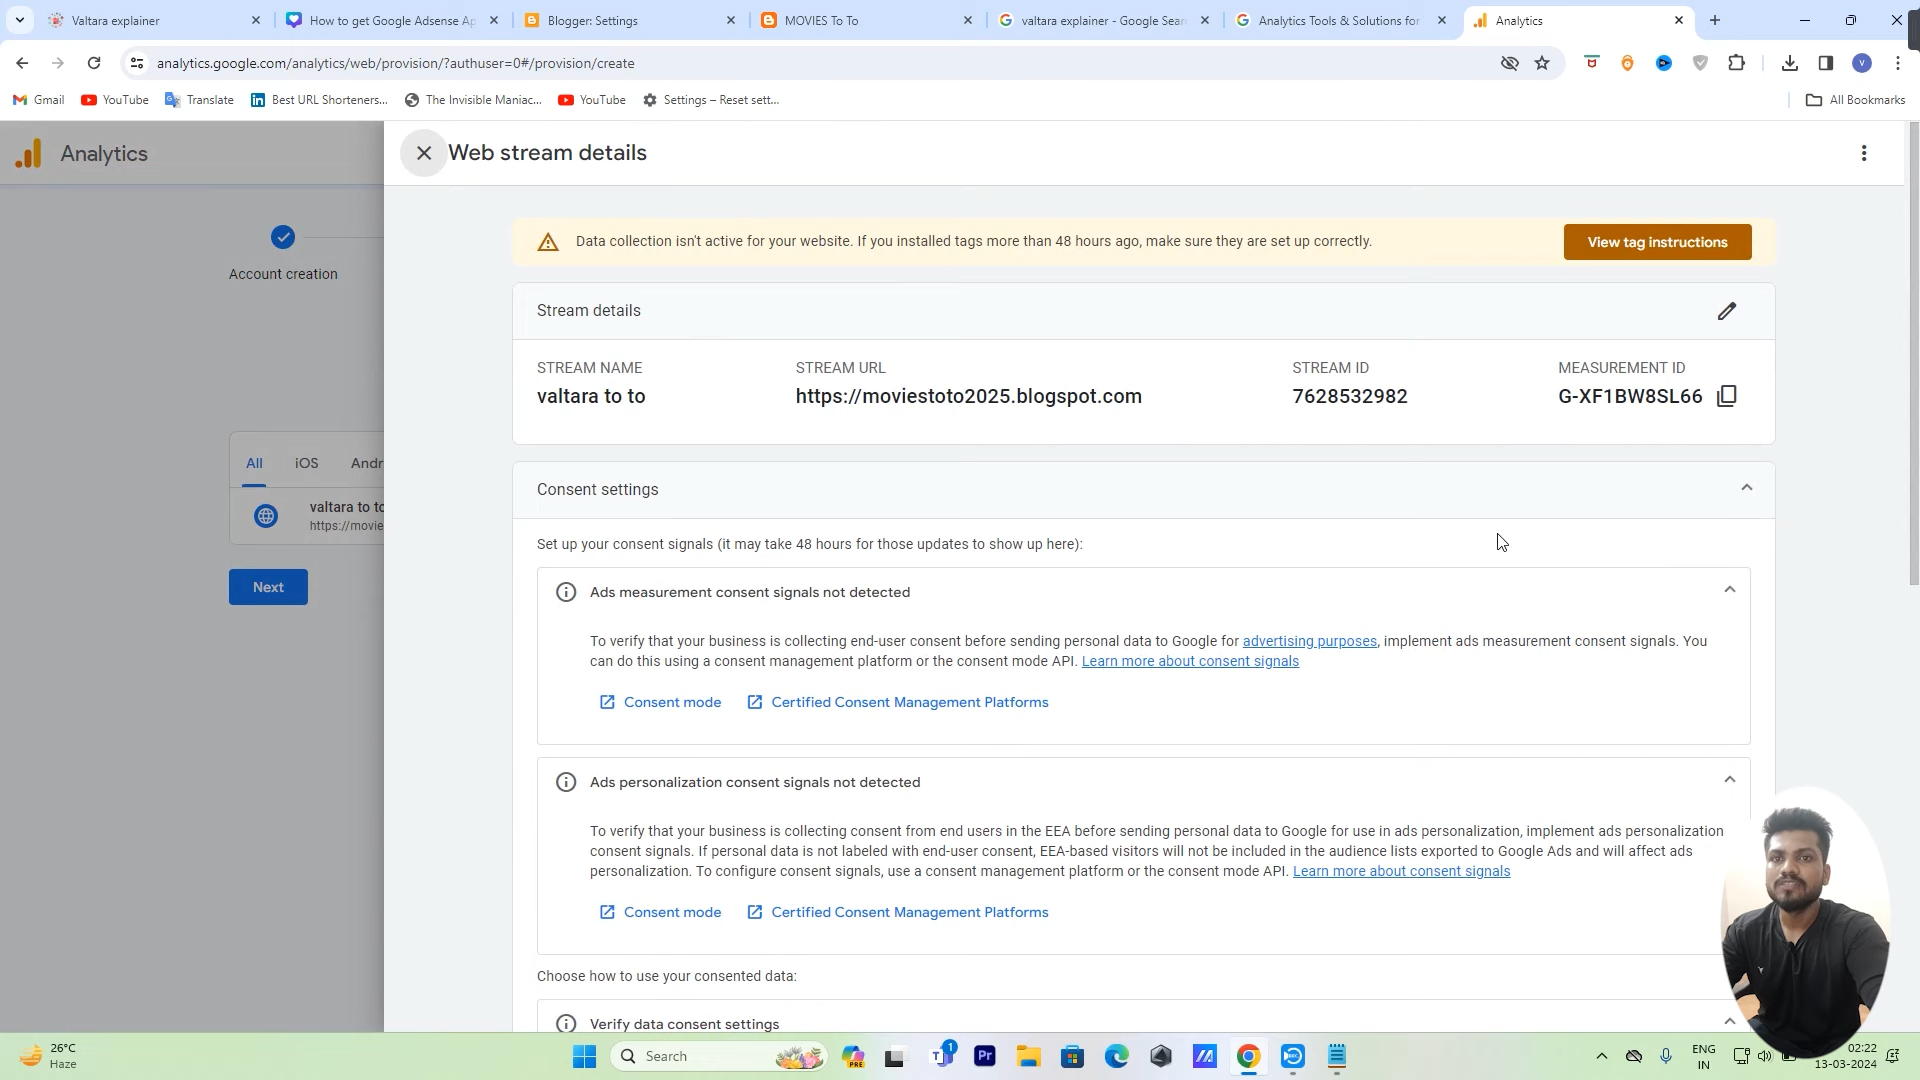 Valtara explainer
How to get Google Adsense Ap
Blogger: Settings
MOVIES To To
valtara explainer - Google Sear
Analytics Tools & Solutions for
Analytics
analytics.google.com/analytics/web/provision/?authuser=0#/provision/create
V
Gmail
YouTube
Translate
Best URL Shorteners...
The Invisible Maniac...
YouTube
Settings – Reset sett...
All Bookmarks
Analytics
Web stream details
Account creation
Data collection isn't active for your website. If you installed tags more than 48 hours ago, make sure they are set up correctly.
View tag instructions
Stream details
STREAM NAME
STREAM URL
STREAM ID
MEASUREMENT ID
valtara to to
https://moviestoto2025.blogspot.com
7628532982
G-XF1BW8SL66
All
iOS
Andr
valtara to to
https://movie
Next
Consent settings
Set up your consent signals (it may take 48 hours for those updates to show up here):
Ads measurement consent signals not detected
To verify that your business is collecting end-user consent before sending personal data to Google for advertising purposes, implement ads measurement consent signals. You
can do this using a consent management platform or the consent mode API. Learn more about consent signals
Consent mode
Certified Consent Management Platforms
Ads personalization consent signals not detected
To verify that your business is collecting consent from end users in the EEA before sending personal data to Google for use in ads personalization, implement ads personalization
consent signals. If personal data is not labeled with end-user consent, EEA-based visitors will not be included in the audience lists exported to Google Ads and will affect ads
personalization. To configure consent signals, use a consent management platform or the consent mode API. Learn more about consent signals
Consent mode
Certified Consent Management Platforms
Choose how to use your consented data:
Verify data consent settings
26°C
Haze
Search
PRE
1
Pr
ENG
IN
02:22
13-03-2024